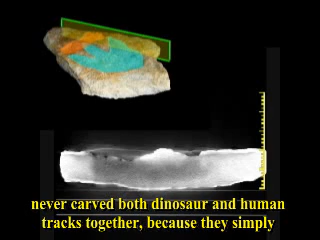 never carved both dinosaur and human
tracks together, because they simply